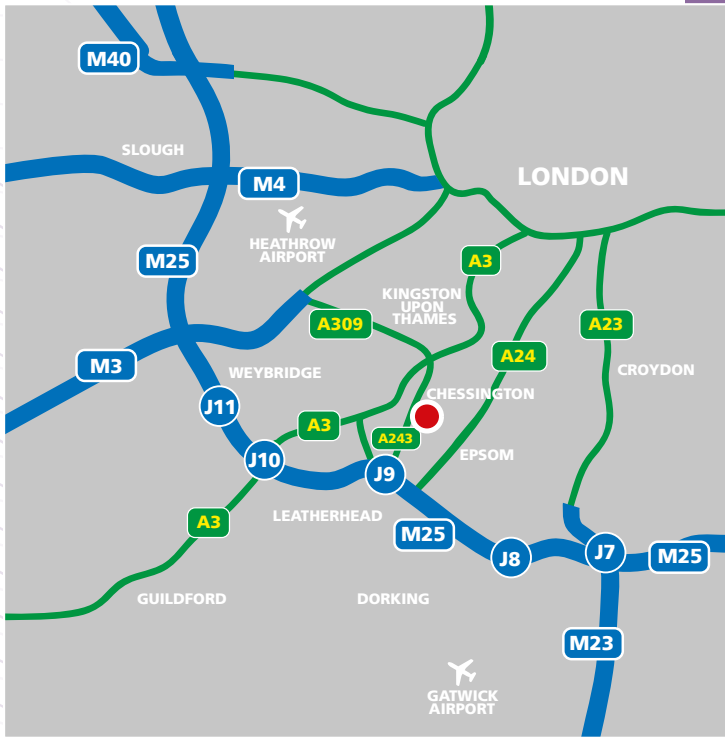 M40
SLOUGH
M4
LONDON
HEATHROW
AIRPORT
M25
A3
KINGSTON
UPON
THAMES
A309
A23
M3
A24
WEYBRIDGE
CROYDON
CHESSINGTON
J11
A3
A243
J10
EPSOM
J9
A3
LEATHERHEAD
M25
J8
J7
M25
GUILDFORD
DORKING
M23
GATWICK
AIRPORT